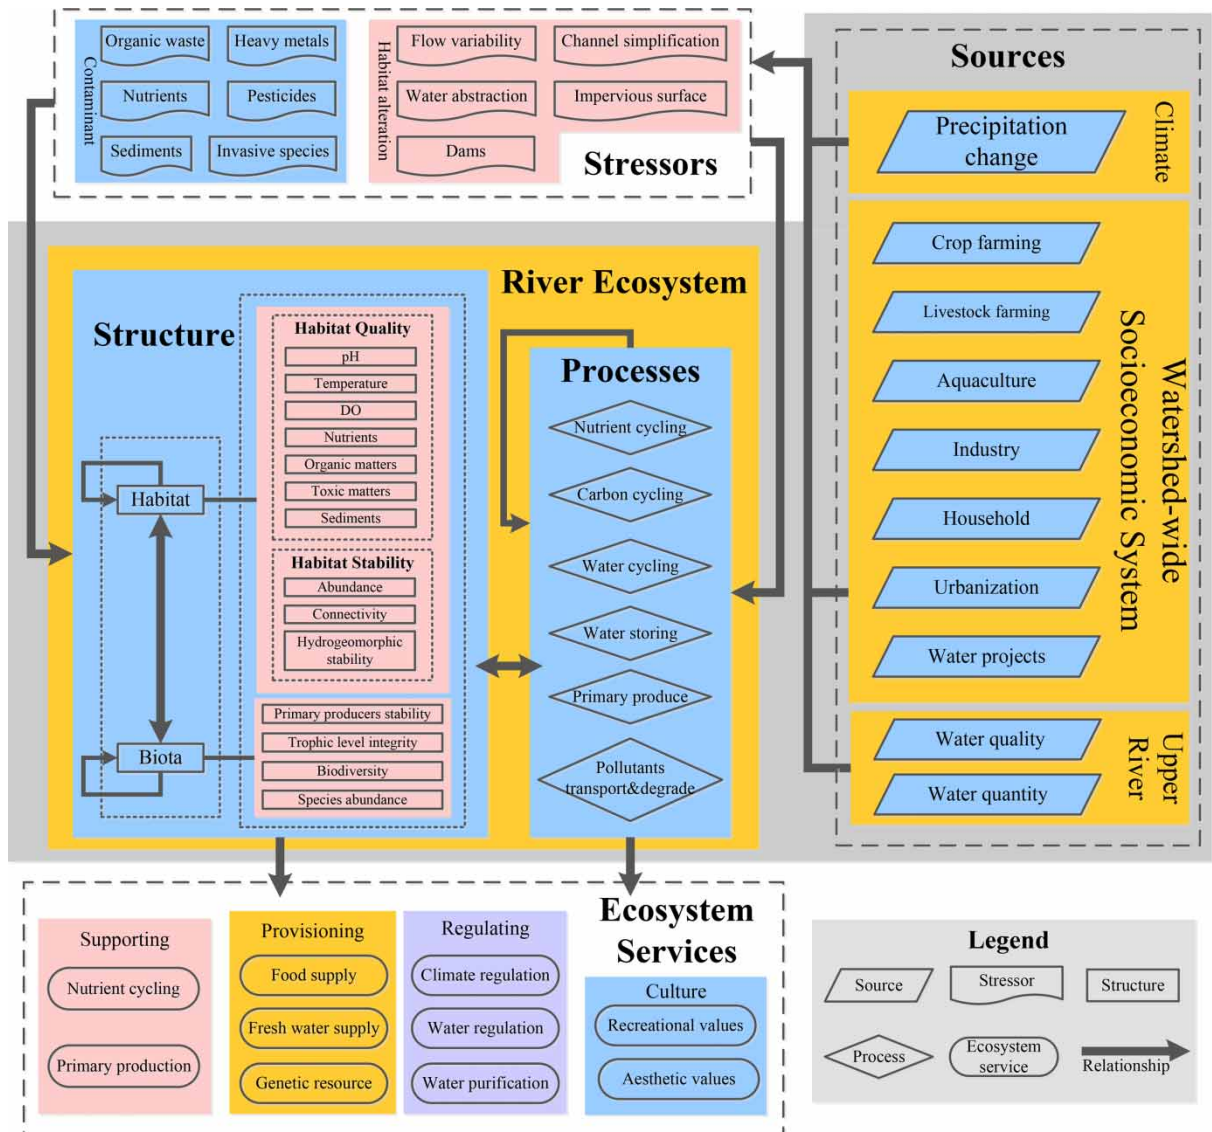 Contaminant
Organic waste
Heavy metals
Nutrients
Pesticides
Sediments
Invasive species
Habitat alteration
Flow variability
Channel simplification
Water abstraction
Impervious surface
Dams
Stressors
Sources
Climate
Precipitation
change
Watershed-wide
Socioeconomic System
Crop farming
Livestock farming
Aquaculture
Industry
Household
Urbanization
Water projects
Upper
River
Water quality
Water quantity
River Ecosystem
Structure
Habitat
Biota
Habitat Quality
pH
Temperature
DO
Nutrients
Organic matters
Toxic matters
Sediments
Habitat Stability
Abundance
Connectivity
Hydrogeomorphic
stability
Primary producers stability
Trophic level integrity
Biodiversity
Species abundance
Processes
Nutrient cycling
Carbon cycling
Water cycling
Water storing
Primary produce
Pollutants
transport&degrade
Ecosystem
Services
Supporting
Nutrient cycling
Primary production
Provisioning
Food supply
Fresh water supply
Genetic resource
Regulating
Climate regulation
Water regulation
Water purification
Culture
Recreational values
Aesthetic values
Legend
Source
Stressor
Structure
Process
Ecosystem
service
Relationship